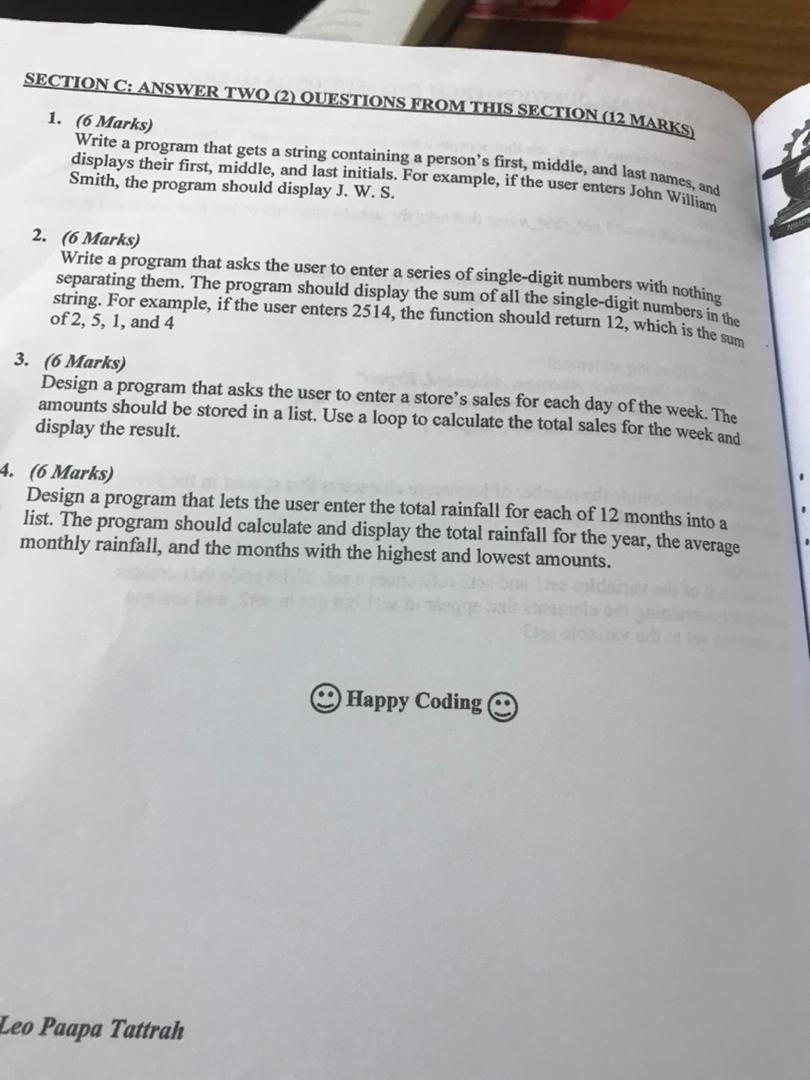 SECTION C: ANSWER TWO (2) QUESTIONS FROM THIS SECTION (12 MARKS)
1. (6 Marks)
Write a program that gets a string containing a person's first, middle, and last names, and
displays their first, middle, and last initials. For example, if the user enters John William
Smith, the program should display J. W. S.
2. (6 Marks)
Write a program that asks the user to enter a series of single-digit numbers with nothing
separating them. The program should display the sum of all the single-digit numbers in the
string. For example, if the user enters 2514, the function should return 12, which is the sum
of 2, 5, 1, and 4
3. (6 Marks)
Design a program that asks the user to enter a store's sales for each day of the week. The
amounts should be stored in a list. Use a loop to calculate the total sales for the week and
display the result.
4. (6 Marks)
Design a program that lets the user enter the total rainfall for each of 12 months into a
list. The program should calculate and display the total rainfall for the year, the average
monthly rainfall, and the months with the highest and lowest amounts.
Happy Coding
Leo Paapa Tattrah